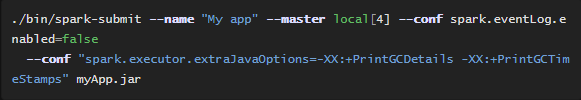 ./bin/spark-submit --name "My app" --master local[4] --conf spark.eventLog.e
nabled=false
  --conf "spark.executor.extraJavaOptions=-XX:+PrintGCDetails -XX:+PrintGCTim
eStamps" myApp.jar